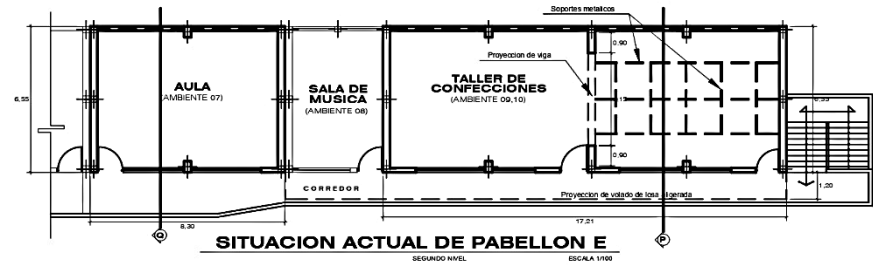 Soportes metalicos
0,90
Proyeccion de viga
AULA
(AMBIENTE 07)
SALA DE
MUSICA
(AMBIENTE 08)
TALLER DE
CONFECCIONES
(AMBIENTE 09,10)
6,55
0,90
CORREDOR
Proyeccion de volado de losa aligerada
1,20
8,30
17,21
Q
P
SITUACION ACTUAL DE PABELLON E
SEGUNDO NIVEL
ESCALA 1/100